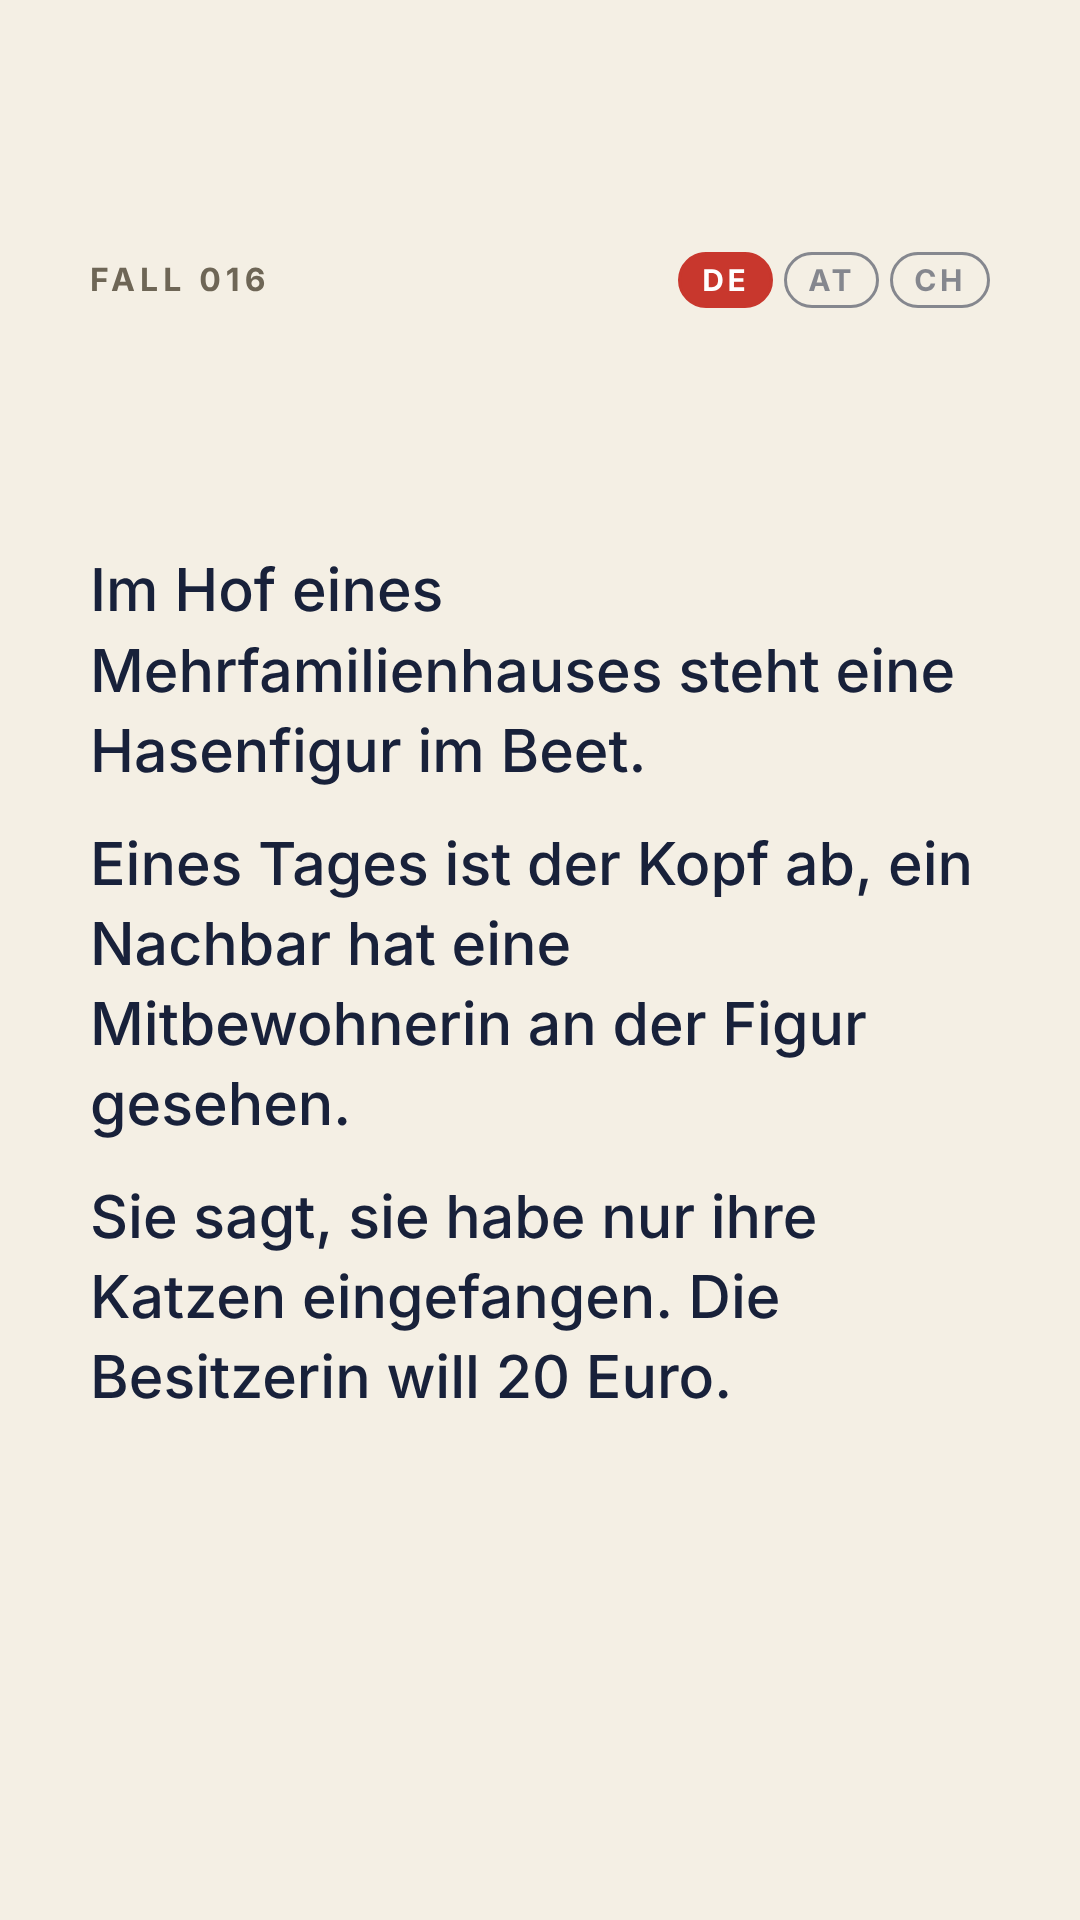 FALL 016
DE AT CH
Im Hof eines
Mehrfamilienhauses steht eine
Hasenfigur im Beet.
Eines Tages ist der Kopf ab, ein
Nachbar hat eine
Mitbewohnerin an der Figur
gesehen.
Sie sagt, sie habe nur ihre
Katzen eingefangen. Die
Besitzerin will 20 Euro.